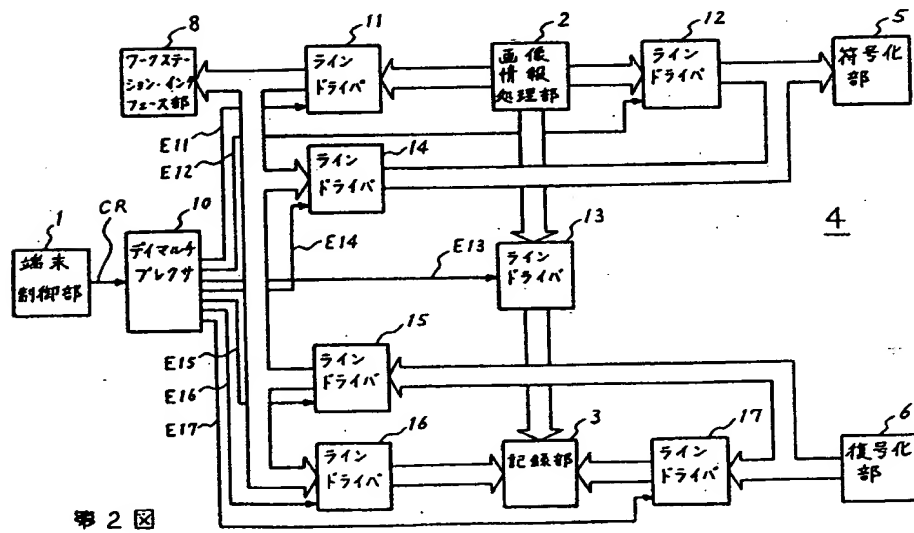 8
11
2
12
5
ワークステー
ション・インタ
フェース部
ライン
ドライバ
画像
情報
処理部
ライン
ドライバ
符号化
部
E11
E12
14
ライン
ドライバ
1
CR
10
E14
E13
13
4
端末
制御部
ディマルチ
プレクサ
ライン
ドライバ
15
E15
ライン
ドライバ
E16
E17
16
3
17
6
ライン
ドライバ
記録部
ライン
ドライバ
復号化
部
第2図